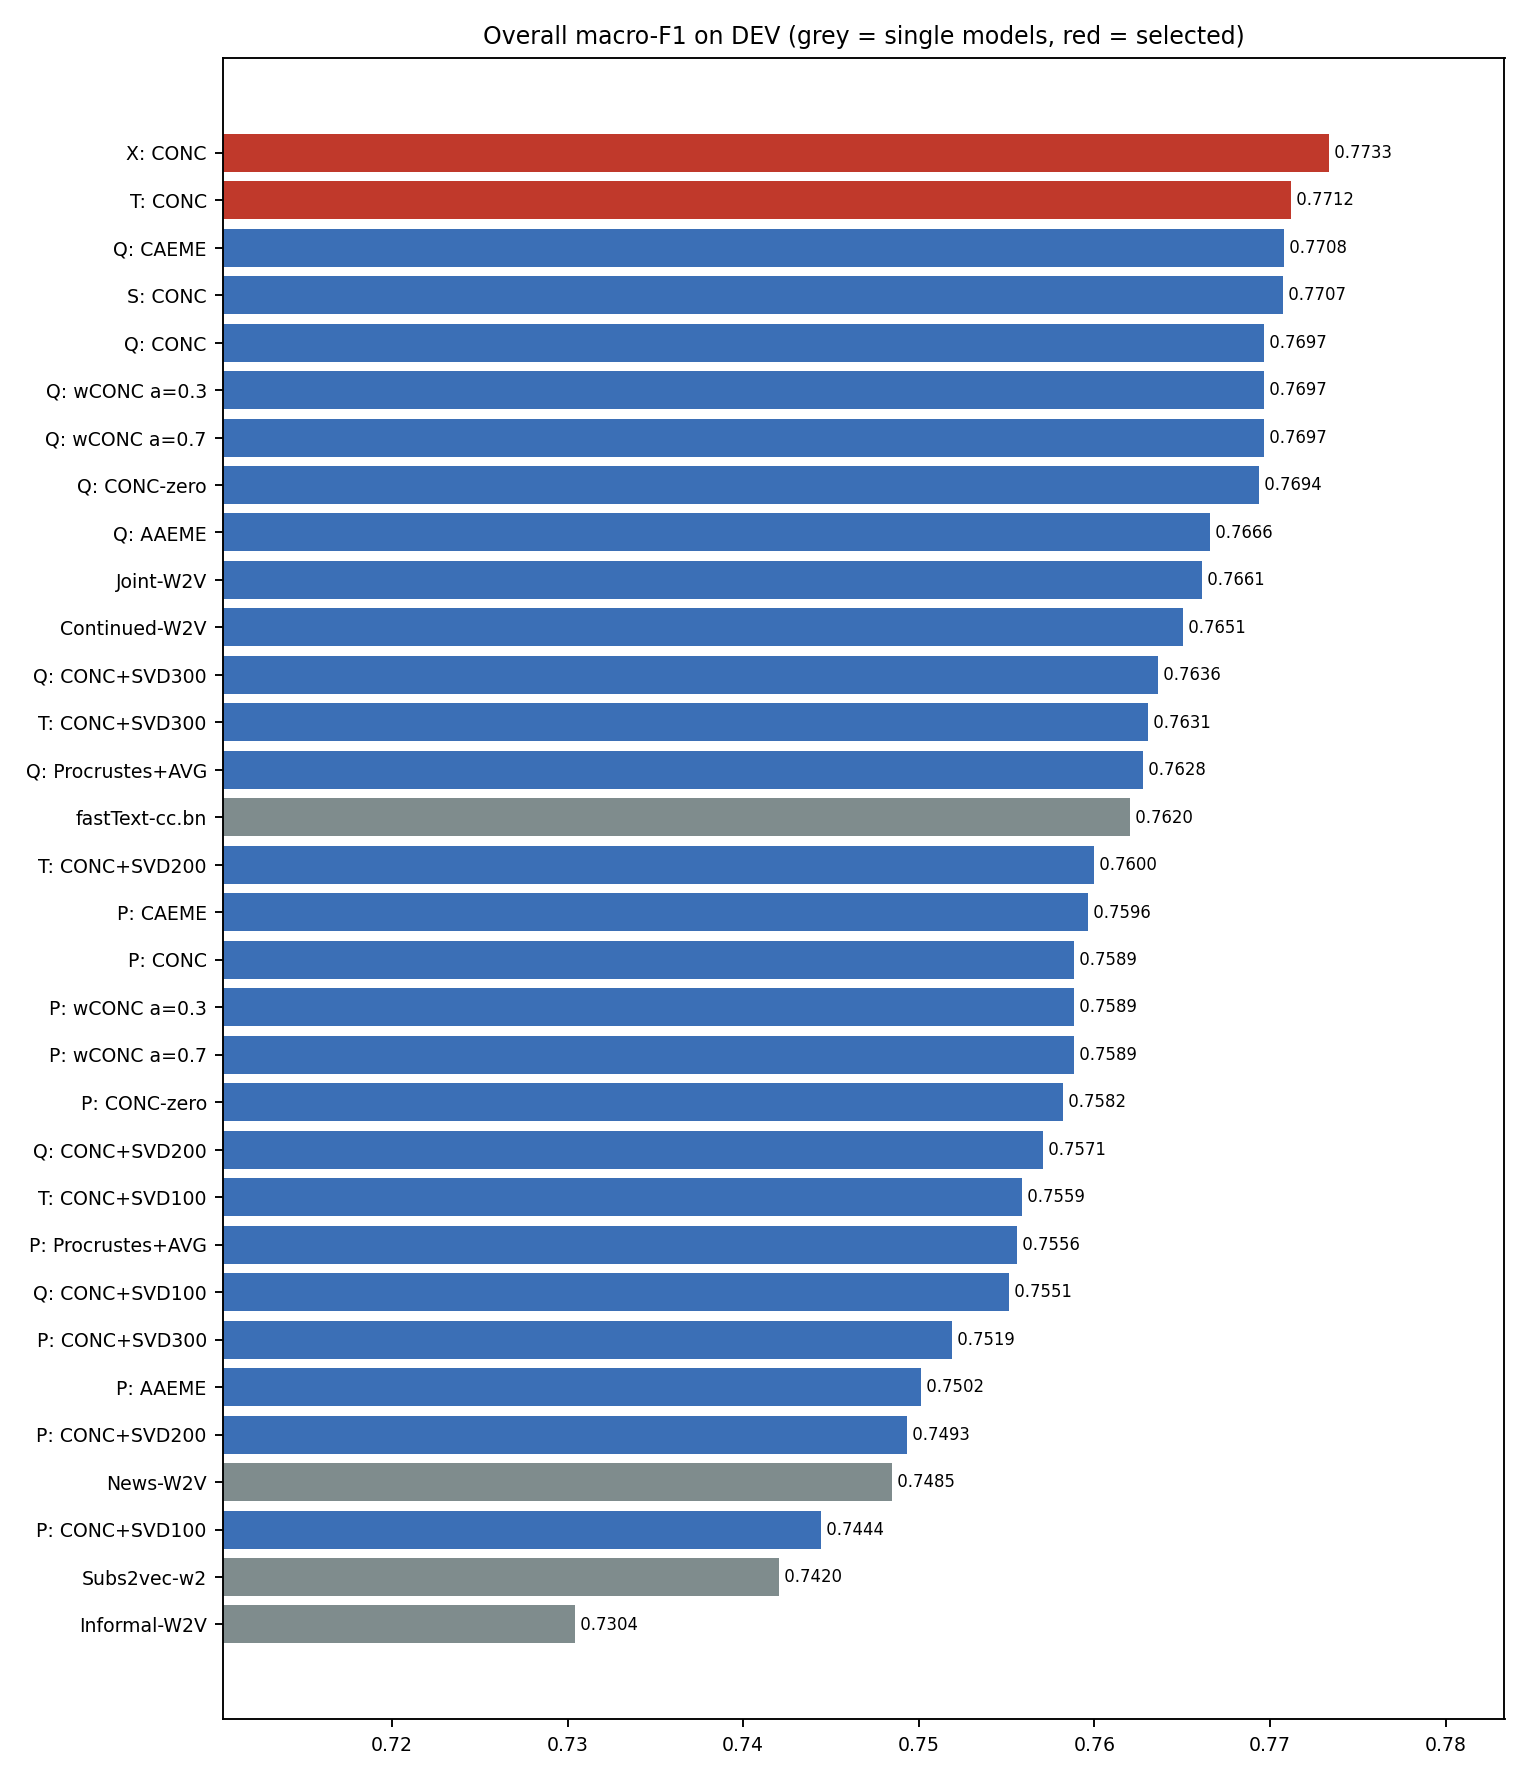 Overall macro-F1 on DEV (grey = single models, red = selected)
X: CONC 0.7733
T: CONC 0.7712
Q: CAEME 0.7708
S: CONC 0.7707
Q: CONC 0.7697
Q: wCONC a=0.3 0.7697
Q: wCONC a=0.7 0.7697
Q: CONC-zero 0.7694
Q: AAEME 0.7666
Joint-W2V 0.7661
Continued-W2V 0.7651
Q: CONC+SVD300 0.7636
T: CONC+SVD300 0.7631
Q: Procrustes+AVG 0.7628
fastText-cc.bn 0.7620
T: CONC+SVD200 0.7600
P: CAEME 0.7596
P: CONC 0.7589
P: wCONC a=0.3 0.7589
P: wCONC a=0.7 0.7589
P: CONC-zero 0.7582
Q: CONC+SVD200 0.7571
T: CONC+SVD100 0.7559
P: Procrustes+AVG 0.7556
Q: CONC+SVD100 0.7551
P: CONC+SVD300 0.7519
P: AAEME 0.7502
P: CONC+SVD200 0.7493
News-W2V 0.7485
P: CONC+SVD100 0.7444
Subs2vec-w2 0.7420
Informal-W2V 0.7304
0.72 0.73 0.74 0.75 0.76 0.77 0.78